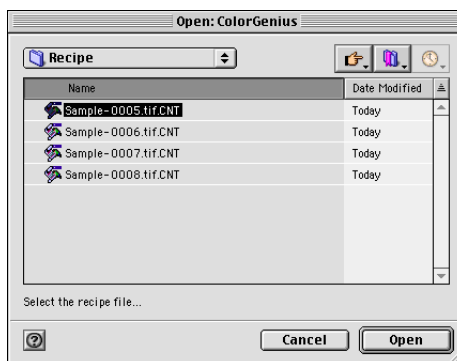 Open: ColorGenius
Recipe
Name Date Modified
Sample-0005.tif.CNT Today
Sample-0006.tif.CNT Today
Sample-0007.tif.CNT Today
Sample-0008.tif.CNT Today
Select the recipe file...
? Cancel Open